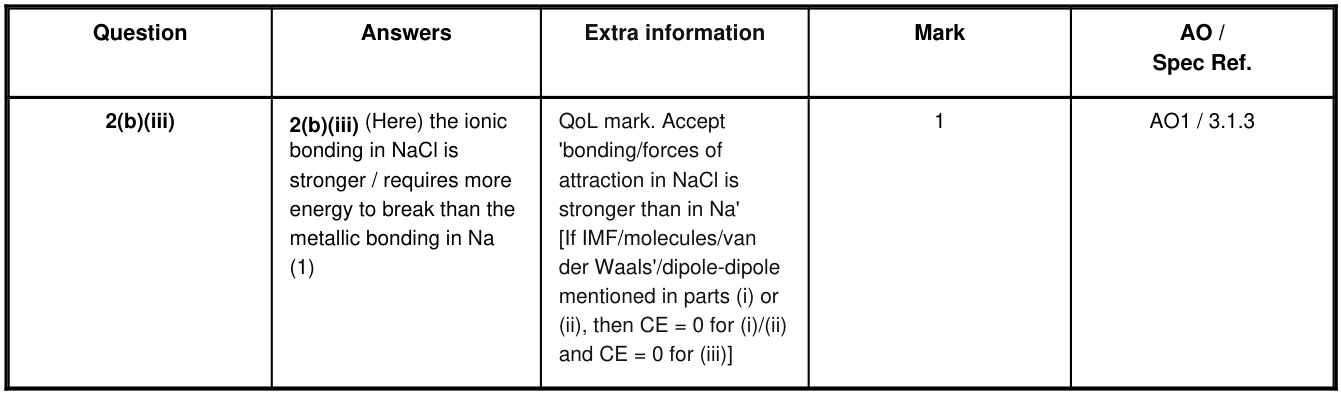 Question Answers Extra information Mark AO /
Spec Ref.
2(b)(iii) 2(b)(iii) (Here) the ionic
bonding in NaCl is
stronger / requires more
energy to break than the
metallic bonding in Na
(1)
QoL mark. Accept
'bonding/forces of
attraction in NaCl is
stronger than in Na'
[If IMF/molecules/van
der Waals'/dipole-dipole
mentioned in parts (i) or
(ii), then CE = 0 for (i)/(ii)
and CE = 0 for (iii)]
1
AO1 / 3.1.3